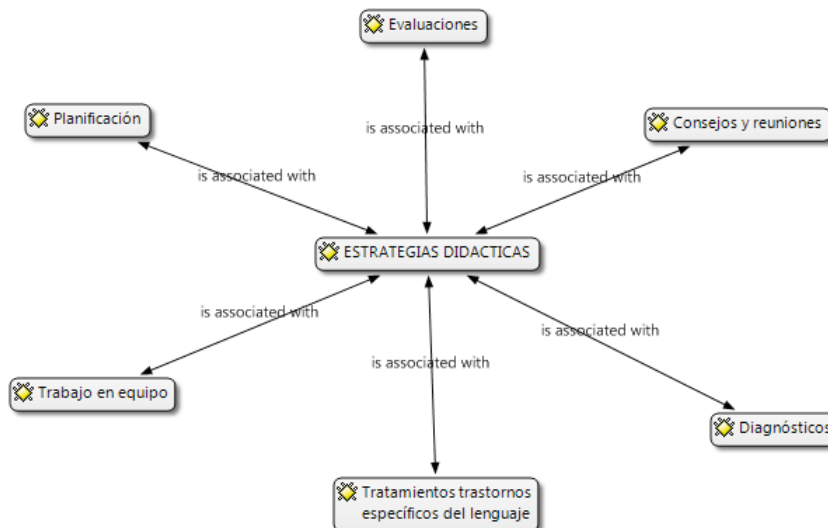 Evaluaciones
Planificación
Consejos y reuniones
is associated with
is associated with
is associated with
ESTRATEGIAS DIDACTICAS
is associated with
is associated with
is associated with
Trabajo en equipo
Diagnósticos
Tratamientos trastornos
específicos del lenguaje